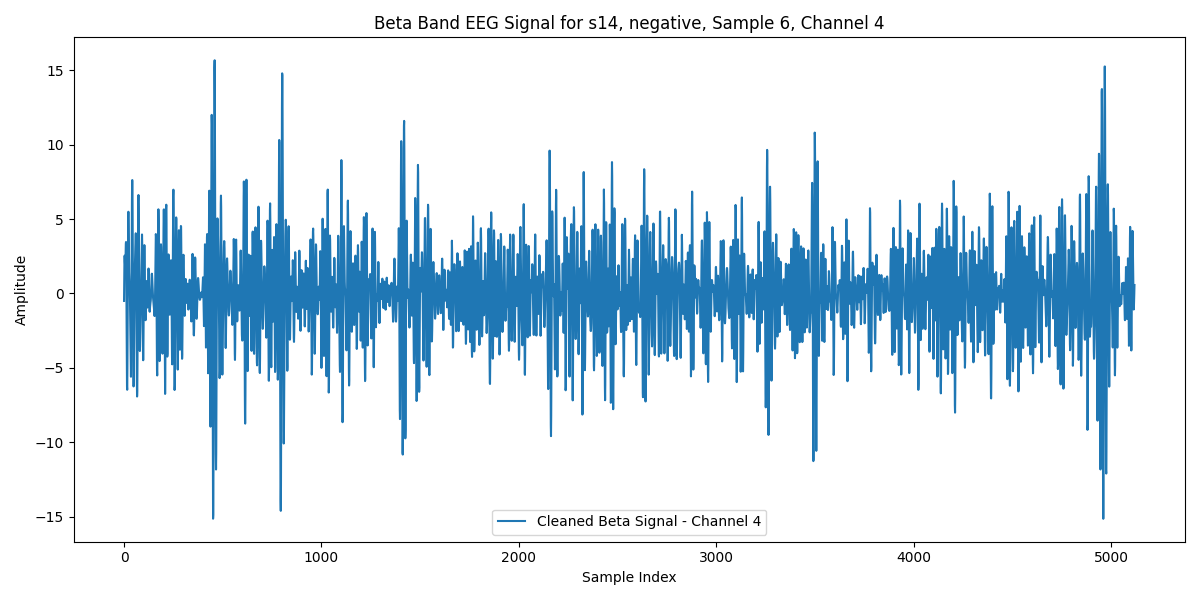 Beta Band EEG Signal for s14, negative, Sample 6, Channel 4
Amplitude
15
10
5
0
−5
−10
−15
Cleaned Beta Signal - Channel 4
0 1000 2000 3000 4000 5000
Sample Index